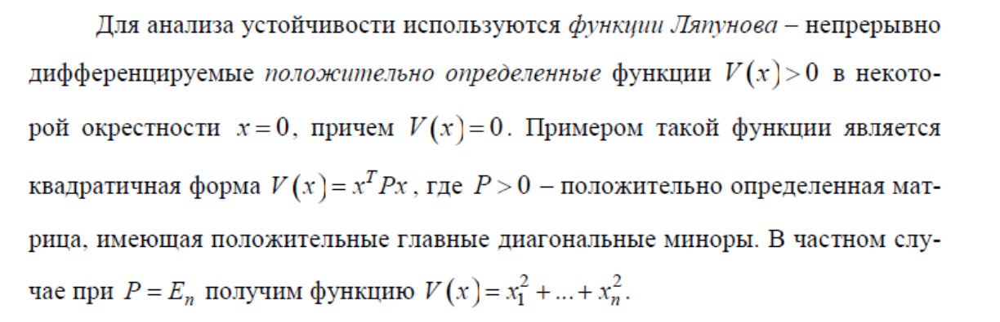 Для анализа устойчивости используются функции Ляпунова – непрерывно
дифференцируемые положительно определенные функции V(x)>0 в некото-
рой окрестности x=0, причем V(x)=0. Примером такой функции является
квадратичная форма V(x)=x^T Px, где P>0 – положительно определенная мат-
рица, имеющая положительные главные диагональные миноры. В частном слу-
чае при P=E_n получим функцию V(x)=x_1^2+...+x_n^2.